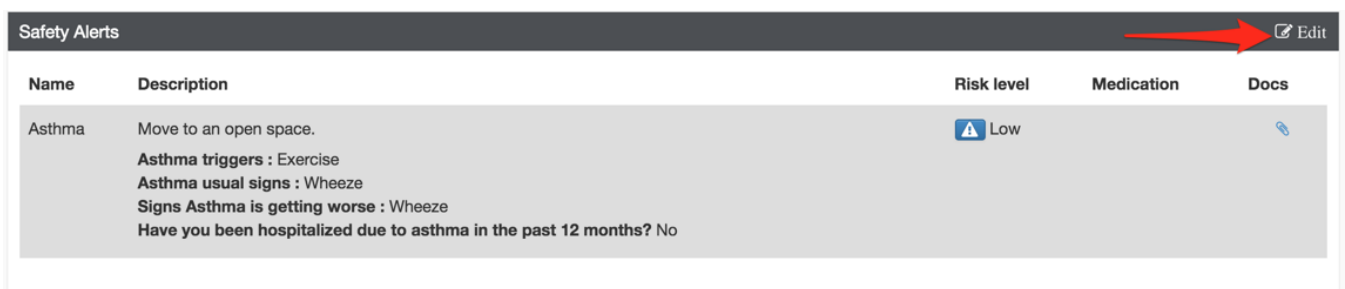 Safety Alerts Edit
Name Description Risk level Medication Docs
Asthma Move to an open space. Low
Asthma triggers : Exercise
Asthma usual signs : Wheeze
Signs Asthma is getting worse : Wheeze
Have you been hospitalized due to asthma in the past 12 months? No